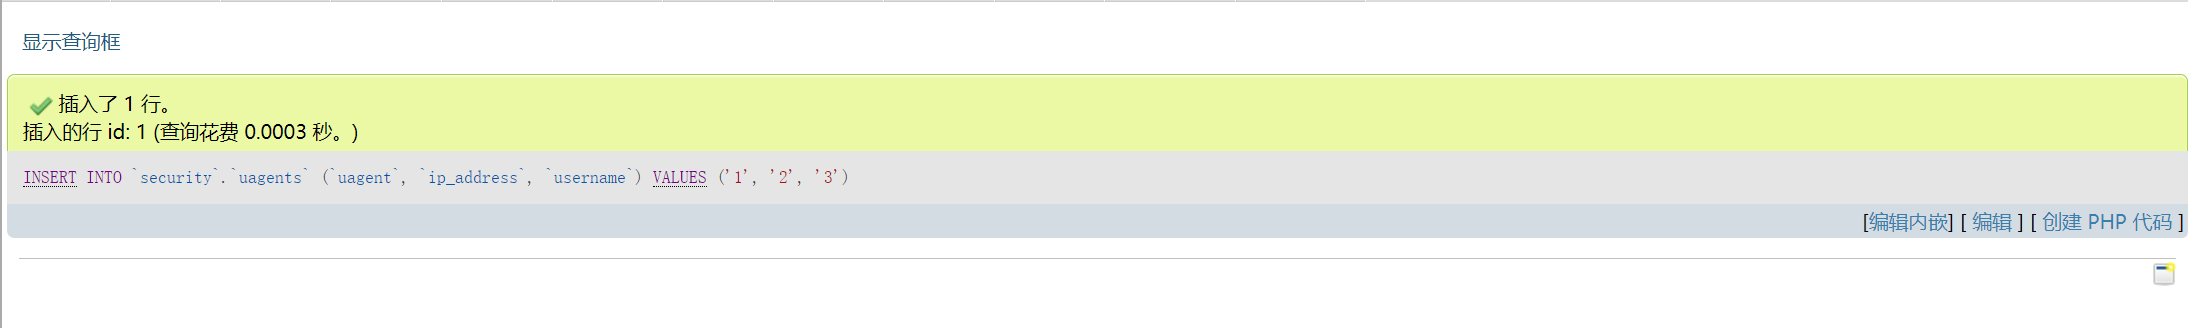 显示查询框
插入了 1 行。
插入的行 id: 1 (查询花费 0.0003 秒。)
INSERT INTO `security`.`uagents` (`uagent`, `ip_address`, `username`) VALUES ('1', '2', '3')
[编辑内嵌] [ 编辑 ] [ 创建 PHP 代码 ]